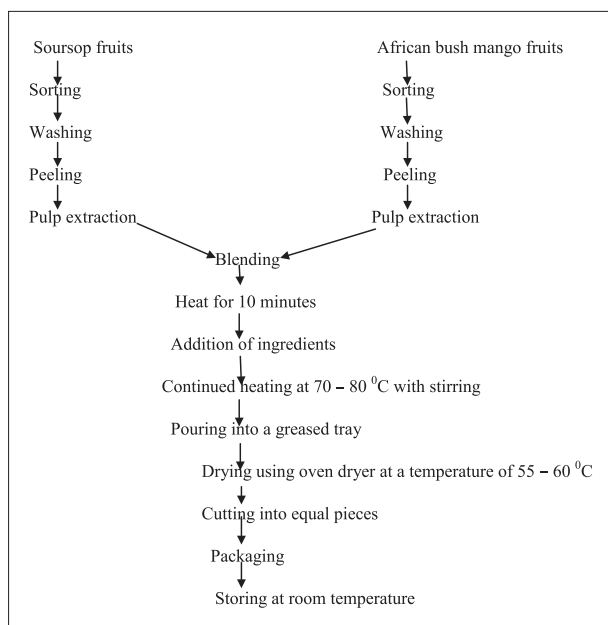 Soursop fruits
African bush mango fruits
Sorting
Sorting
Washing
Washing
Peeling
Peeling
Pulp extraction
Pulp extraction
Blending
Heat for 10 minutes
Addition of ingredients
Continued heating at 70 – 80 ⁰C with stirring
Pouring into a greased tray
Drying using oven dryer at a temperature of 55 – 60 ⁰C
Cutting into equal pieces
Packaging
Storing at room temperature